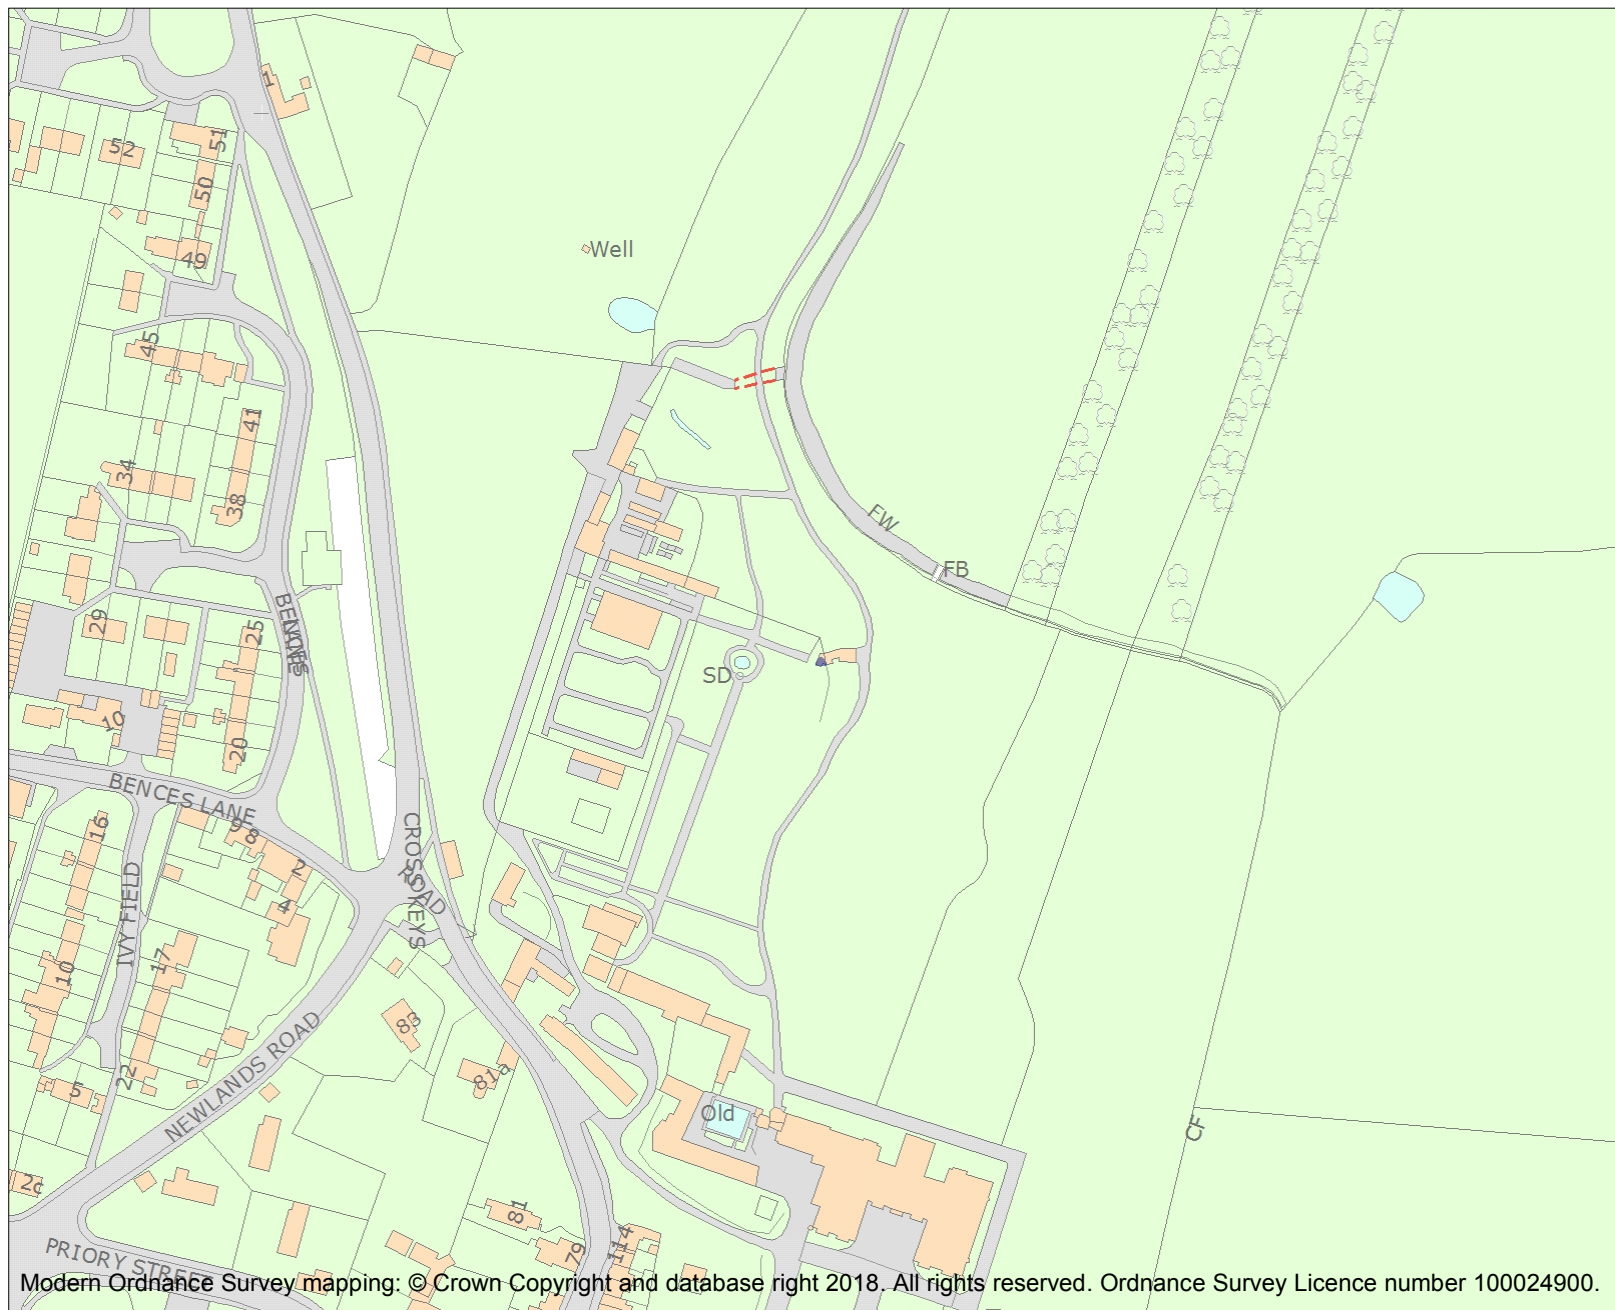 1
52
51
50
49
Well
45
41
34
38
FW
FB
BENCES
LANE
29
25
SD
10
20
BENCES LANE
CROSS KEYS
ROAD
16
9
8
2
4
IVY FIELD
17
10
83
81a
22
5
NEWLANDS ROAD
Old
CF
2c
81
79
114
PRIORY STREET
Modern Ordnance Survey mapping: © Crown Copyright and database right 2018. All rights reserved. Ordnance Survey Licence number 100024900.